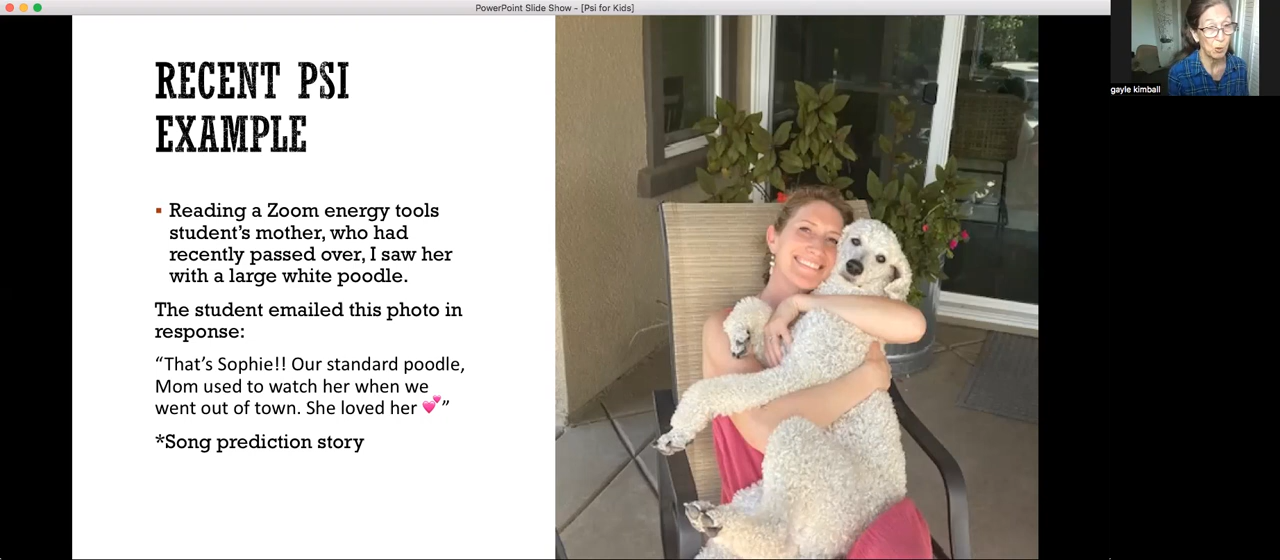 PowerPoint Slide Show - [Psi for Kids]
gayle kimball
RECENT PSI
EXAMPLE
▪ Reading a Zoom energy tools
student’s mother, who had
recently passed over, I saw her
with a large white poodle.
The student emailed this photo in
response:
“That’s Sophie!! Our standard poodle,
Mom used to watch her when we
went out of town. She loved her 💕”
*Song prediction story